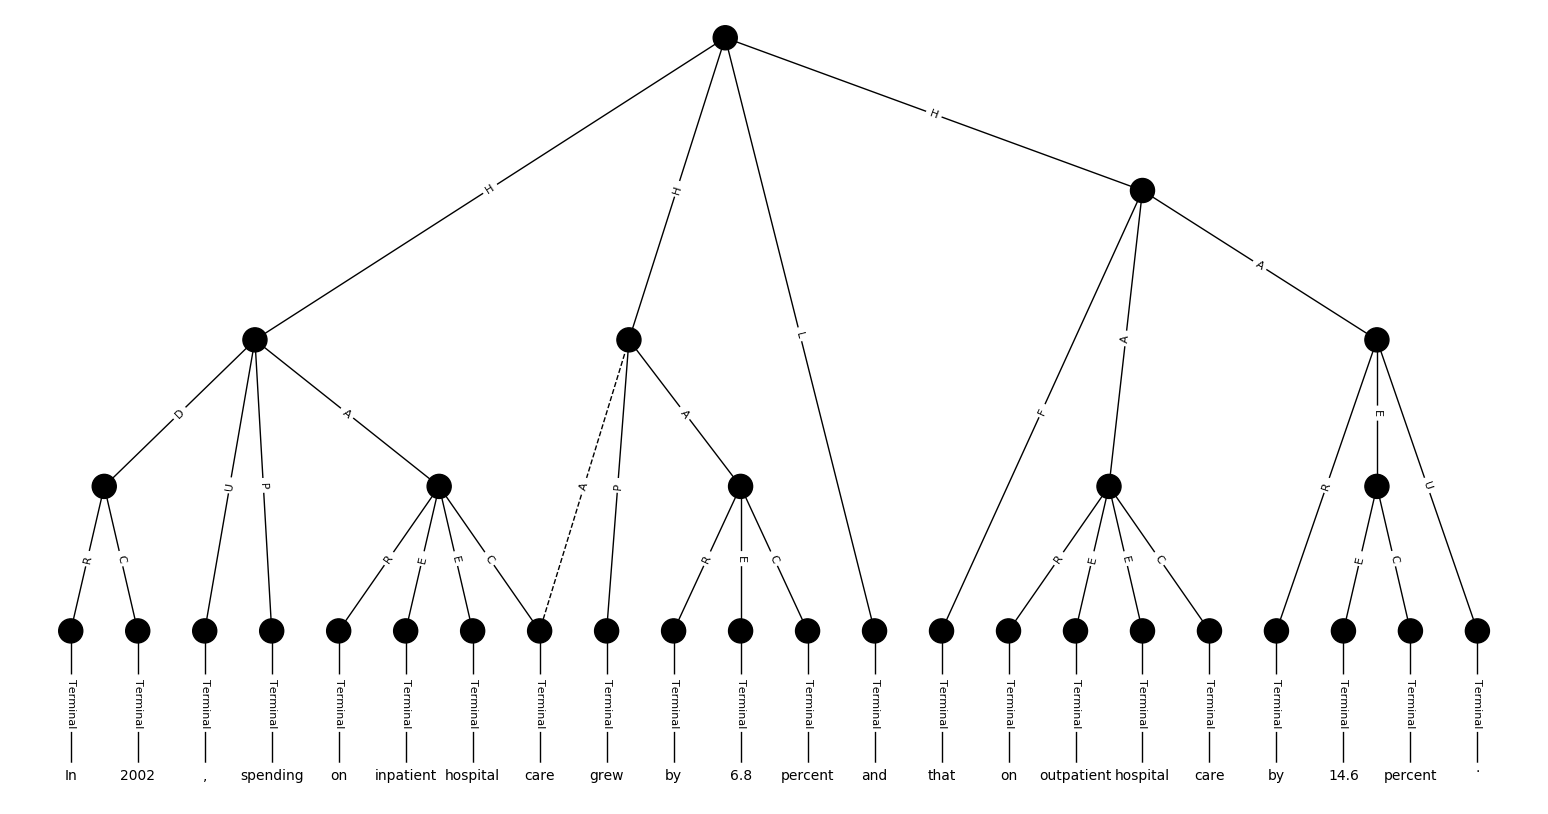 H
H
H
L
A
D
A
A
A
F
E
U
P
A
P
R
U
R
C
R
E
E
C
R
E
C
R
E
E
C
E
C
Terminal Terminal Terminal Terminal Terminal Terminal Terminal Terminal Terminal Terminal Terminal Terminal Terminal Terminal Terminal Terminal Terminal Terminal Terminal Terminal Terminal Terminal
In 2002 , spending on inpatient hospital care grew by 6.8 percent and that on outpatient hospital care by 14.6 percent .